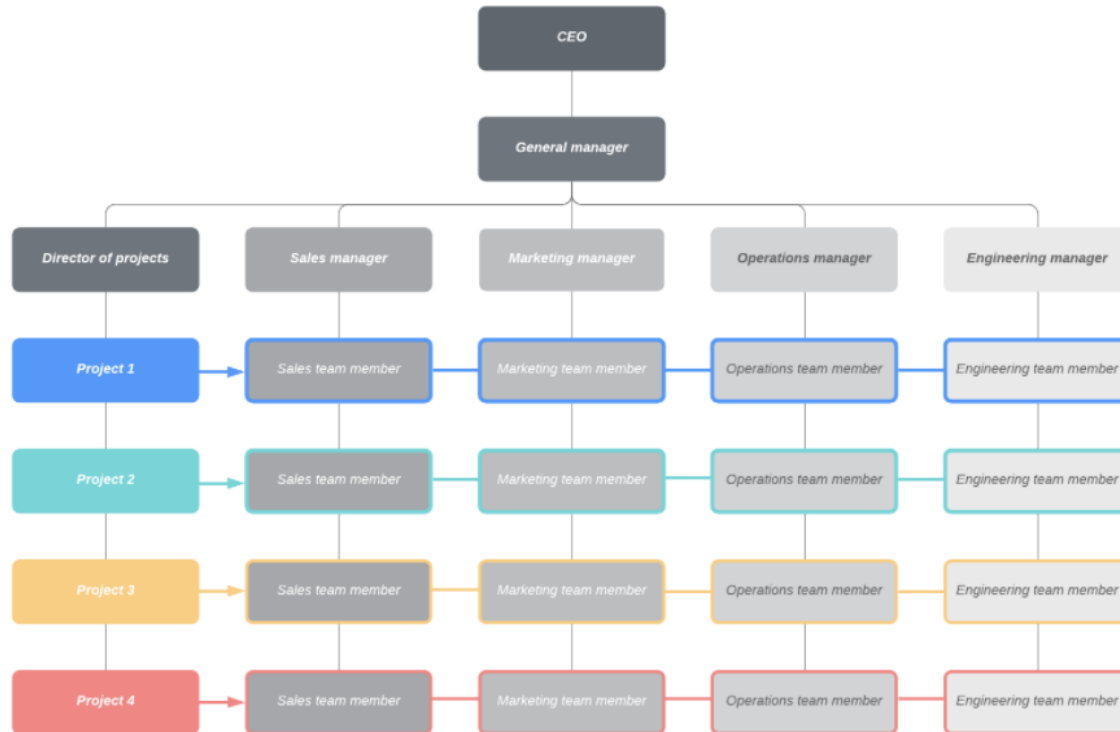 CEO
General manager
Director of projects
Sales manager
Marketing manager
Operations manager
Engineering manager
Project 1
Sales team member
Marketing team member
Operations team member
Engineering team member
Project 2
Sales team member
Marketing team member
Operations team member
Engineering team member
Project 3
Sales team member
Marketing team member
Operations team member
Engineering team member
Project 4
Sales team member
Marketing team member
Operations team member
Engineering team member